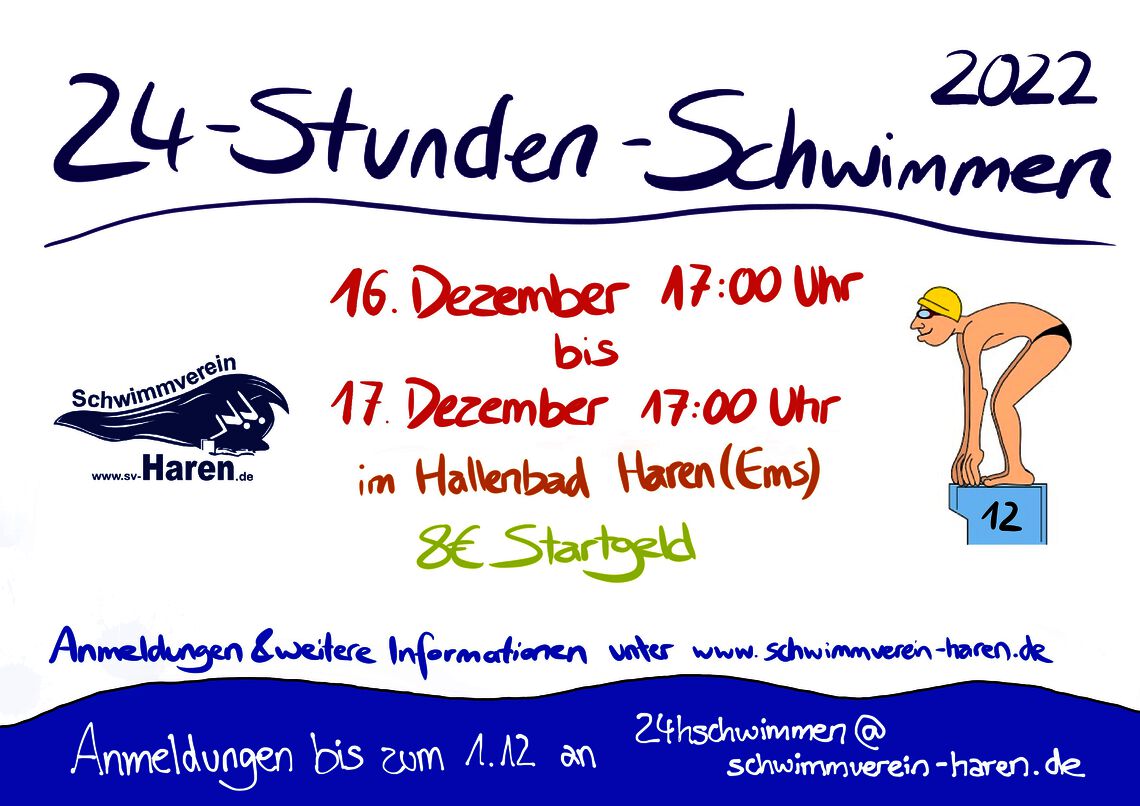 2022
24-Stunden-Schwimmen
16. Dezember 17:00 Uhr
bis
17. Dezember 17:00 Uhr
im Hallenbad Haren (Ems)
8€ Startgeld
Schwimmverein
www.sv-Haren.de
12
Anmeldungen & weitere Informationen unter www.schwimmverein-haren.de
Anmeldungen bis zum 1.12 an
24hschwimmen@
schwimmverein-haren.de